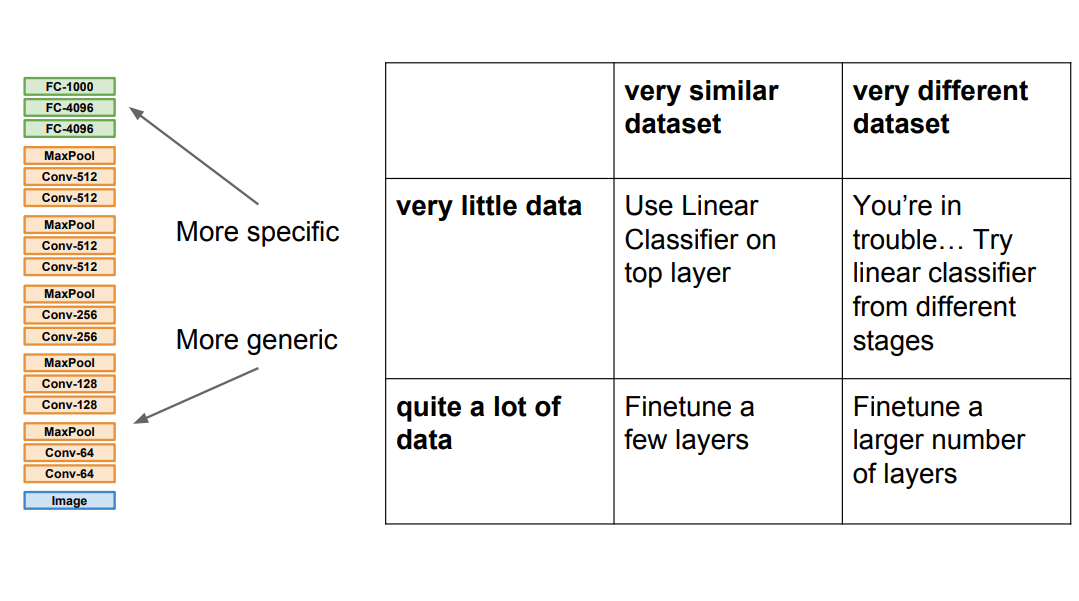 FC-1000
FC-4096
FC-4096
MaxPool
Conv-512
Conv-512
MaxPool
Conv-512
Conv-512
MaxPool
Conv-256
Conv-256
MaxPool
Conv-128
Conv-128
MaxPool
Conv-64
Conv-64
Image
More specific
More generic
very similar
dataset
very different
dataset
very little data
Use Linear
Classifier on
top layer
You’re in
trouble… Try
linear classifier
from different
stages
quite a lot of
data
Finetune a
few layers
Finetune a
larger number
of layers